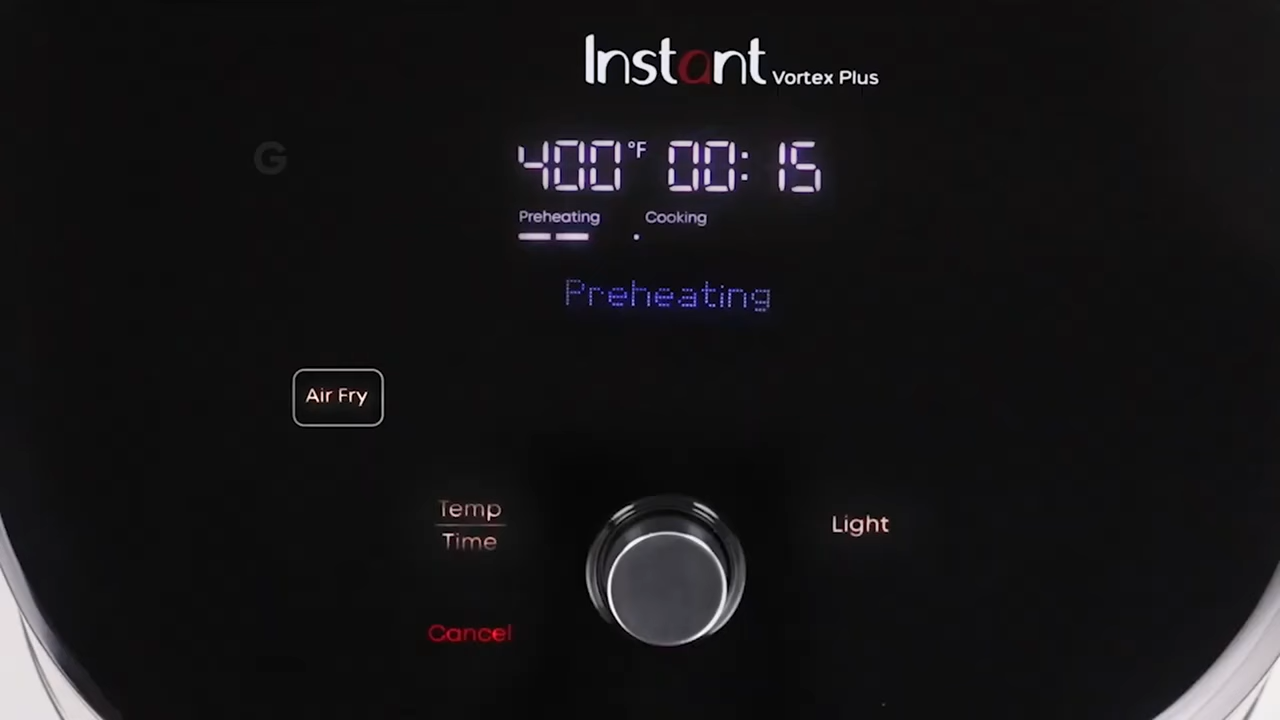 Instant Vortex Plus
G
400°F 00:15
Preheating Cooking
Preheating
Air Fry
Temp
Time
Light
Cancel